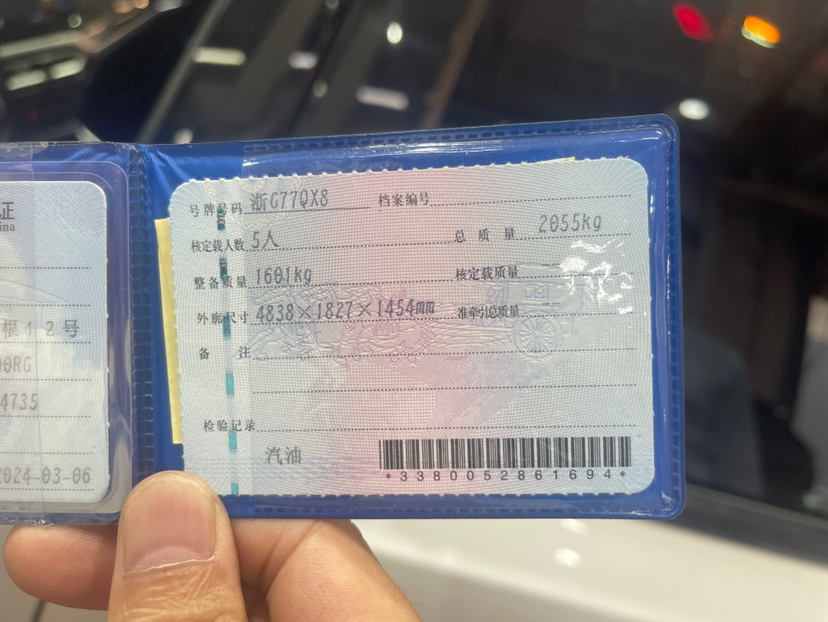 证
ina
根12号
0RG
4735
2024-03-06
号牌号码 浙G77QX8 档案编号
核定载人数 5人 总质量 2055kg
整备质量 1601kg 核定载质量
外廓尺寸 4838×1827×1454mm 准牵引总质量
备注
检验记录
汽油
*3380052861694*